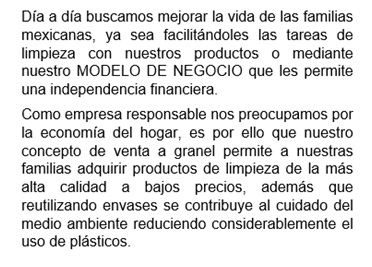 Día a día buscamos mejorar la vida de las familias
mexicanas, ya sea facilitándoles las tareas de
limpieza con nuestros productos o mediante
nuestro MODELO DE NEGOCIO que les permite
una independencia financiera.
Como empresa responsable nos preocupamos por
la economía del hogar, es por ello que nuestro
concepto de venta a granel permite a nuestras
familias adquirir productos de limpieza de la más
alta calidad a bajos precios, además que
reutilizando envases se contribuye al cuidado del
medio ambiente reduciendo considerablemente el
uso de plásticos.